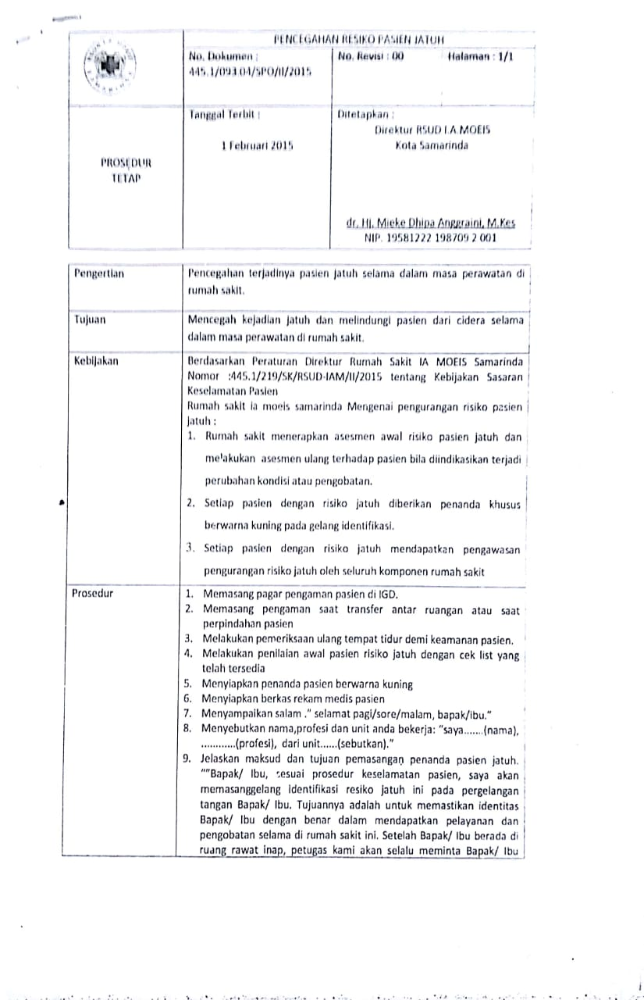 PENCEGAHAN RESIKO PASIEN JATUH
No. Dokumen :
445.1/093.04/SPO/II/2015
No. Revisi : 00
Halaman : 1/1
PROSEDUR
TETAP
Tanggal Terbit :
1 Februari 2015
Ditetapkan :
Direktur RSUD I.A.MOEIS
Kota Samarinda
dr. Hj. Mieke Dhipa Anggraini, M.Kes
NIP. 19581222 198709 2 001
Pengertian
Pencegahan terjadinya pasien jatuh selama dalam masa perawatan di
rumah sakit.
Tujuan
Mencegah kejadian jatuh dan melindungi pasien dari cidera selama
dalam masa perawatan di rumah sakit.
Kebijakan
Berdasarkan Peraturan Direktur Rumah Sakit IA MOEIS Samarinda
Nomor :445.1/219/SK/RSUD-IAM/II/2015 tentang Kebijakan Sasaran
Keselamatan Pasien
Rumah sakit ia moeis samarinda Mengenai pengurangan risiko pasien
jatuh :
1. Rumah sakit menerapkan asesmen awal risiko pasien jatuh dan
melakukan asesmen ulang terhadap pasien bila diindikasikan terjadi
perubahan kondisi atau pengobatan.
2. Setiap pasien dengan risiko jatuh diberikan penanda khusus
berwarna kuning pada gelang identifikasi.
3. Setiap pasien dengan risiko jatuh mendapatkan pengawasan
pengurangan risiko jatuh oleh seluruh komponen rumah sakit
Prosedur
1. Memasang pagar pengaman pasien di IGD.
2. Memasang pengaman saat transfer antar ruangan atau saat
perpindahan pasien
3. Melakukan pemeriksaan ulang tempat tidur demi keamanan pasien.
4. Melakukan penilaian awal pasien risiko jatuh dengan cek list yang
telah tersedia
5. Menyiapkan penanda pasien berwarna kuning
6. Menyiapkan berkas rekam medis pasien
7. Menyampaikan salam ." selamat pagi/sore/malam, bapak/ibu."
8. Menyebutkan nama,profesi dan unit anda bekerja: "saya.......(nama),
............(profesi), dari unit......(sebutkan)."
9. Jelaskan maksud dan tujuan pemasangan penanda pasien jatuh.
""Bapak/ Ibu, sesuai prosedur keselamatan pasien, saya akan
memasanggelang identifikasi resiko jatuh ini pada pergelangan
tangan Bapak/ Ibu. Tujuannya adalah untuk memastikan identitas
Bapak/ Ibu dengan benar dalam mendapatkan pelayanan dan
pengobatan selama di rumah sakit ini. Setelah Bapak/ Ibu berada di
ruang rawat inap, petugas kami akan selalu meminta Bapak/ Ibu